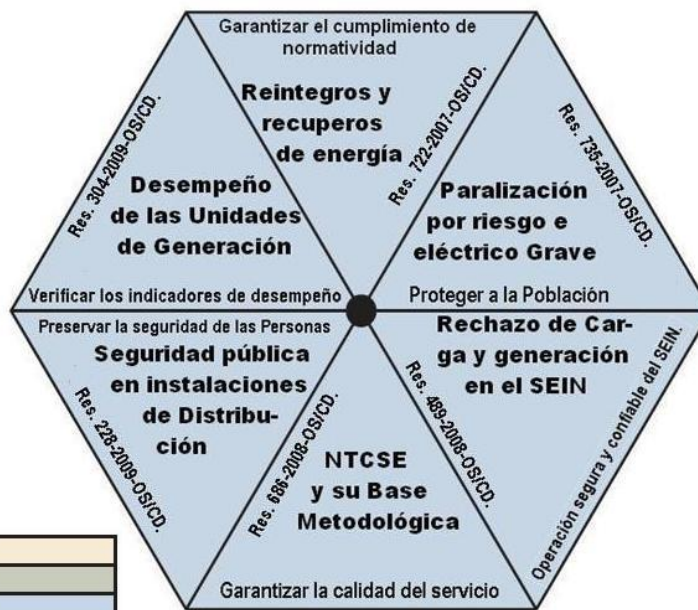 Garantizar el cumplimiento de
normatividad
Reintegros y
recuperos
de energía
Res. 722-2007-OS/CD.
Res. 304-2009-OS/CD.
Desempeño
de las Unidades
de Generación
Verificar los indicadores de desempeño
Res. 735-2007-OS/CD.
Paralización
por riesgo e
eléctrico Grave
Proteger a la Población
Preservar la seguridad de las Personas
Seguridad pública
en instalaciones
de Distribu-
ción
Res. 228-2009-OS/CD.
Rechazo de Car-
ga y generación
en el SEIN
Res. 489-2008-OS/CD.
Operación segura y confiable del SEIN.
Res. 686-2008-OS/CD.
NTCSE
y su Base
Metodológica
Garantizar la calidad del servicio